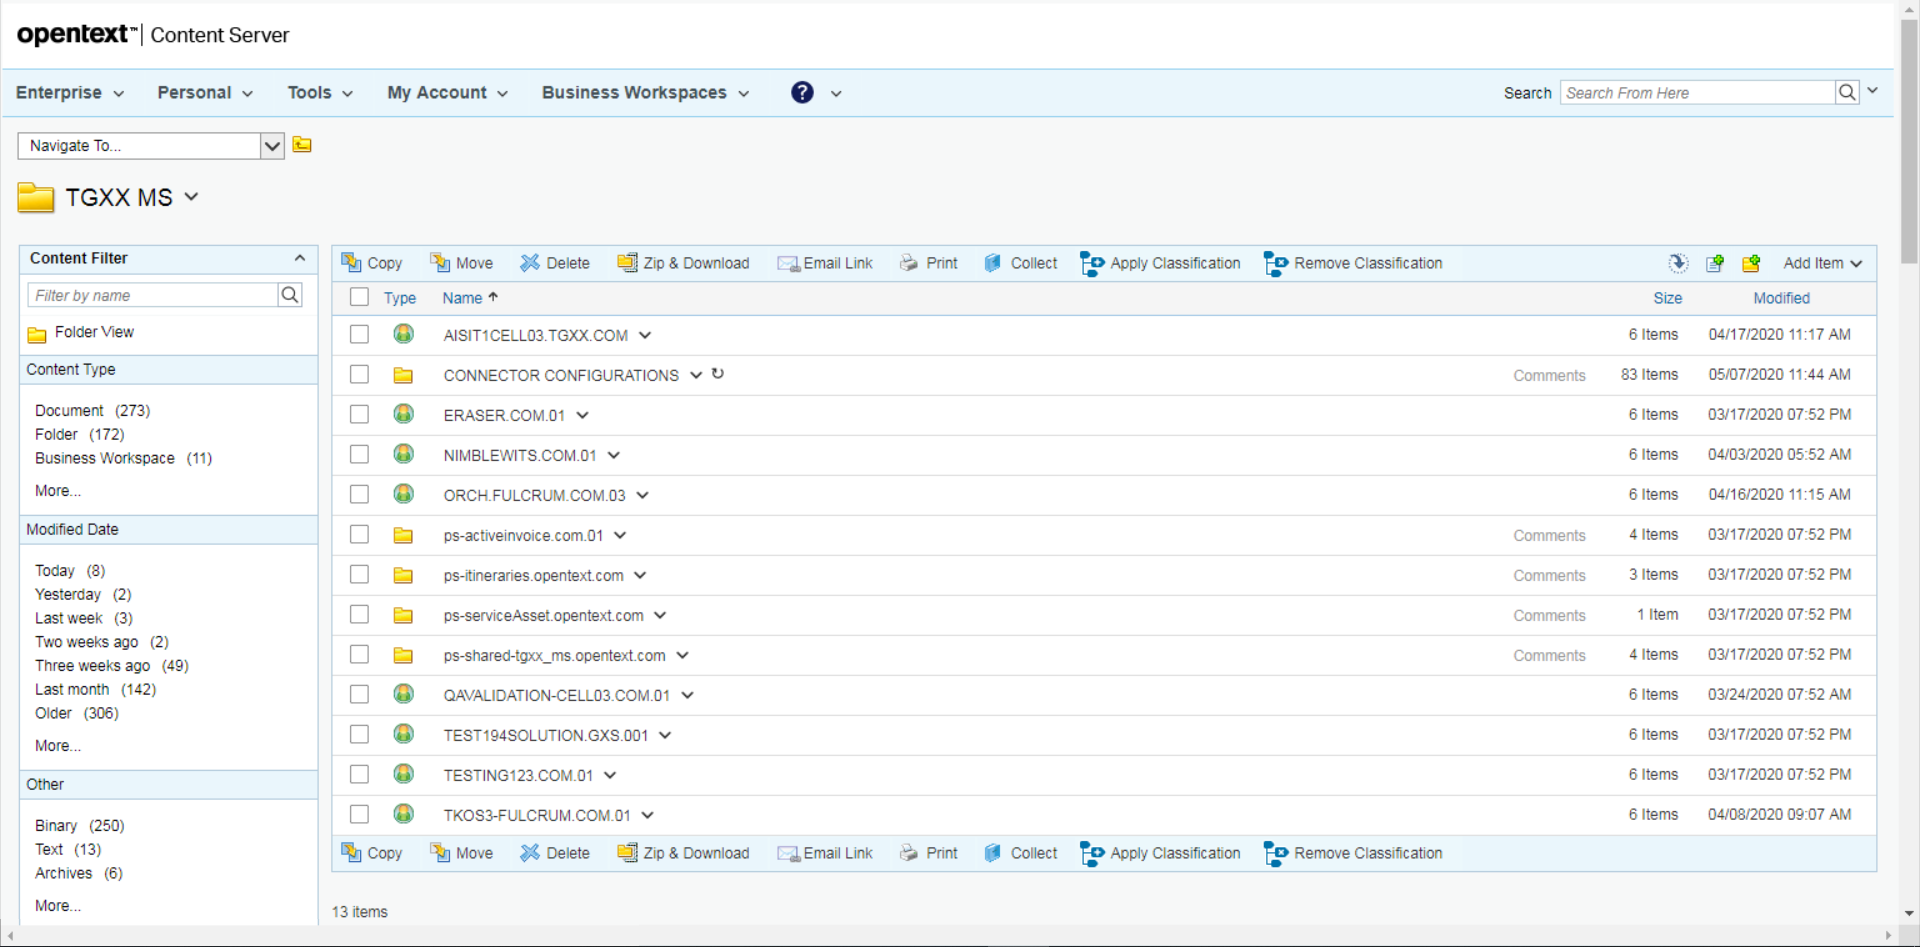 opentext™ | Content Server
Enterprise Personal Tools My Account Business Workspaces ? Search Search From Here
Navigate To...
TGXX MS
Content Filter
Filter by name
Folder View
Content Type
Document (273)
Folder (172)
Business Workspace (11)
More...
Modified Date
Today (8)
Yesterday (2)
Last week (3)
Two weeks ago (2)
Three weeks ago (49)
Last month (142)
Older (306)
More...
Other
Binary (250)
Text (13)
Archives (6)
More...
Copy Move Delete Zip & Download Email Link Print Collect Apply Classification Remove Classification Add Item
Type Name Size Modified
AISIT1CELL03.TGXX.COM 6 Items 04/17/2020 11:17 AM
CONNECTOR CONFIGURATIONS Comments 83 Items 05/07/2020 11:44 AM
ERASER.COM.01 6 Items 03/17/2020 07:52 PM
NIMBLEWITS.COM.01 6 Items 04/03/2020 05:52 AM
ORCH.FULCRUM.COM.03 6 Items 04/16/2020 11:15 AM
ps-activeinvoice.com.01 Comments 4 Items 03/17/2020 07:52 PM
ps-itineraries.opentext.com Comments 3 Items 03/17/2020 07:52 PM
ps-serviceAsset.opentext.com Comments 1 Item 03/17/2020 07:52 PM
ps-shared-tgxx_ms.opentext.com Comments 4 Items 03/17/2020 07:52 PM
QAVALIDATION-CELL03.COM.01 6 Items 03/24/2020 07:52 AM
TEST194SOLUTION.GXS.001 6 Items 03/17/2020 07:52 PM
TESTING123.COM.01 6 Items 03/17/2020 07:52 PM
TKOS3-FULCRUM.COM.01 6 Items 04/08/2020 09:07 AM
Copy Move Delete Zip & Download Email Link Print Collect Apply Classification Remove Classification
13 items